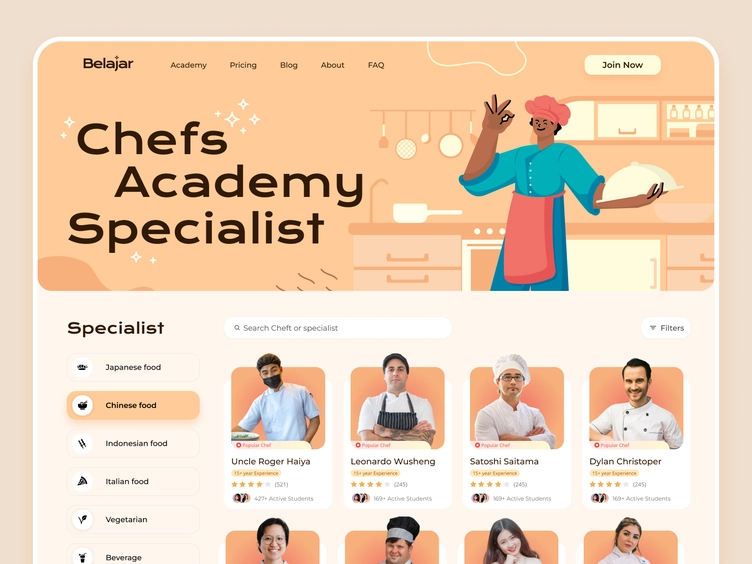 Belajar
Academy
Pricing
Blog
About
FAQ
Join Now
Chefs
Academy
Specialist
Specialist
Search Cheft or specialist
Filters
Japanese food
Chinese food
Indonesian food
Italian food
Vegetarian
Beverage
Popular Chef
Uncle Roger Haiya
15+ year Experience
(521)
427+ Active Students
Popular Chef
Leonardo Wusheng
15+ year Experience
(245)
169+ Active Students
Popular Chef
Satoshi Saitama
15+ year Experience
(245)
169+ Active Students
Popular Chef
Dylan Christoper
15+ year Experience
(245)
169+ Active Students